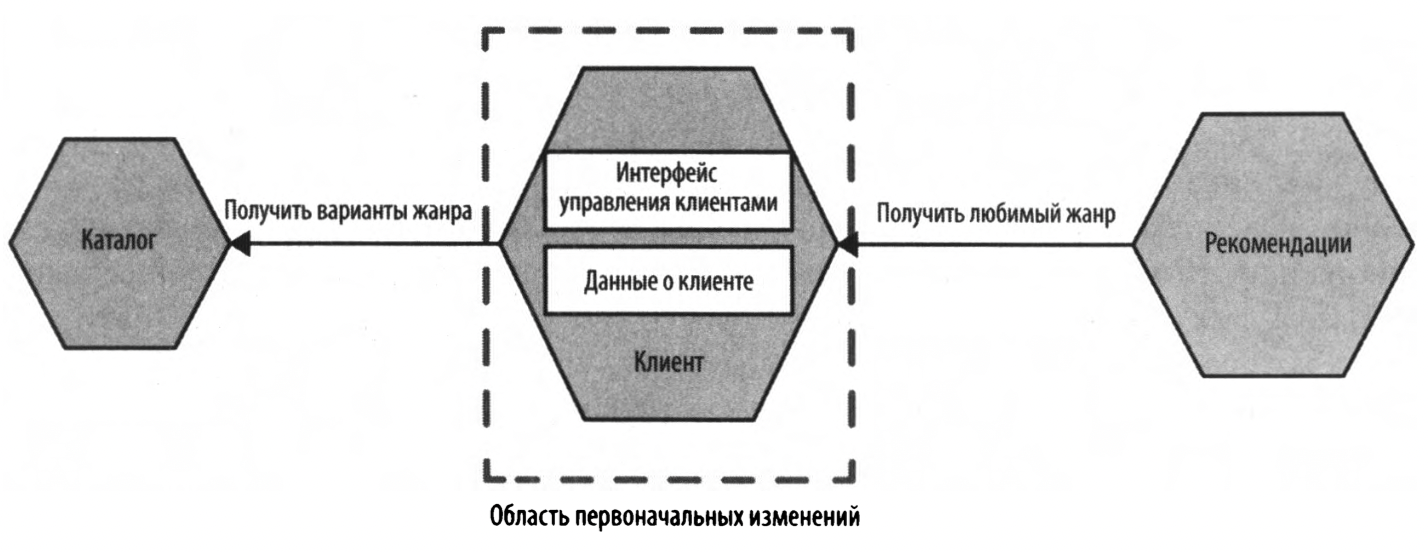 Каталог
Получить варианты жанра
Интерфейс
управления клиентами
Данные о клиенте
Клиент
Получить любимый жанр
Рекомендации
Область первоначальных изменений